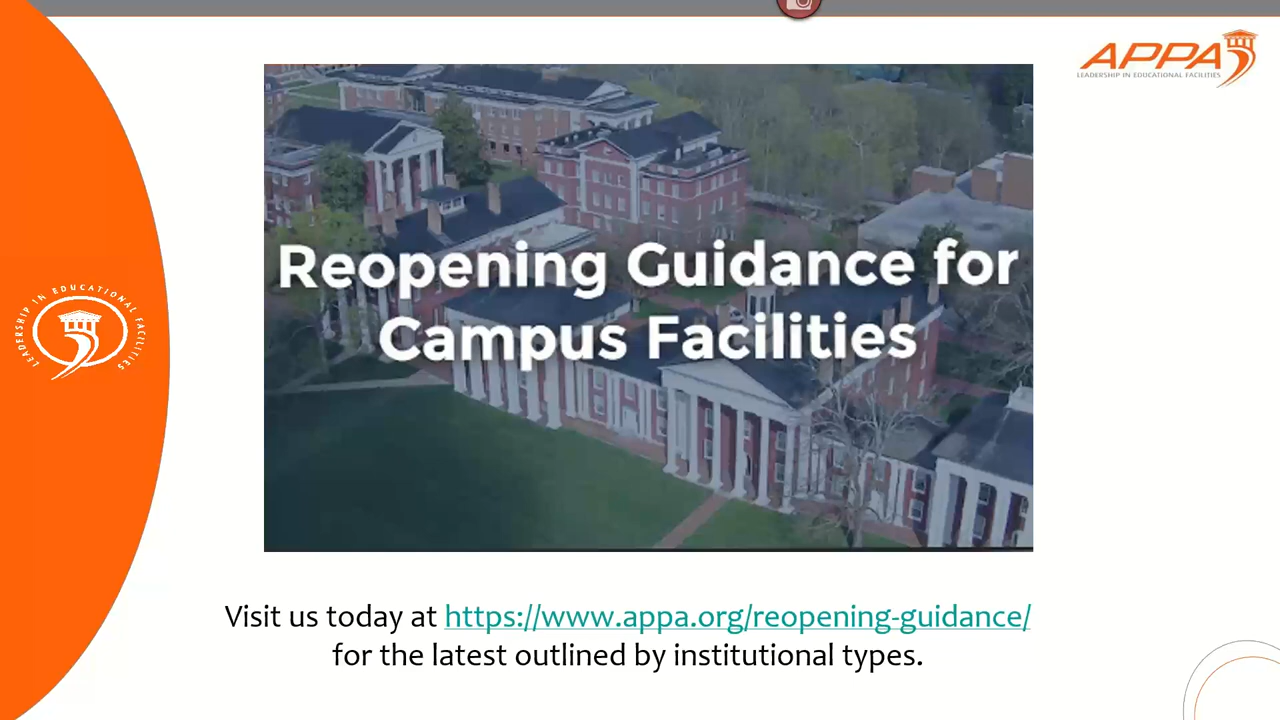 APPA
LEADERSHIP IN EDUCATIONAL FACILITIES
Reopening Guidance for
Campus Facilities
LEADERSHIP IN EDUCATIONAL FACILITIES
Visit us today at https://www.appa.org/reopening-guidance/
for the latest outlined by institutional types.